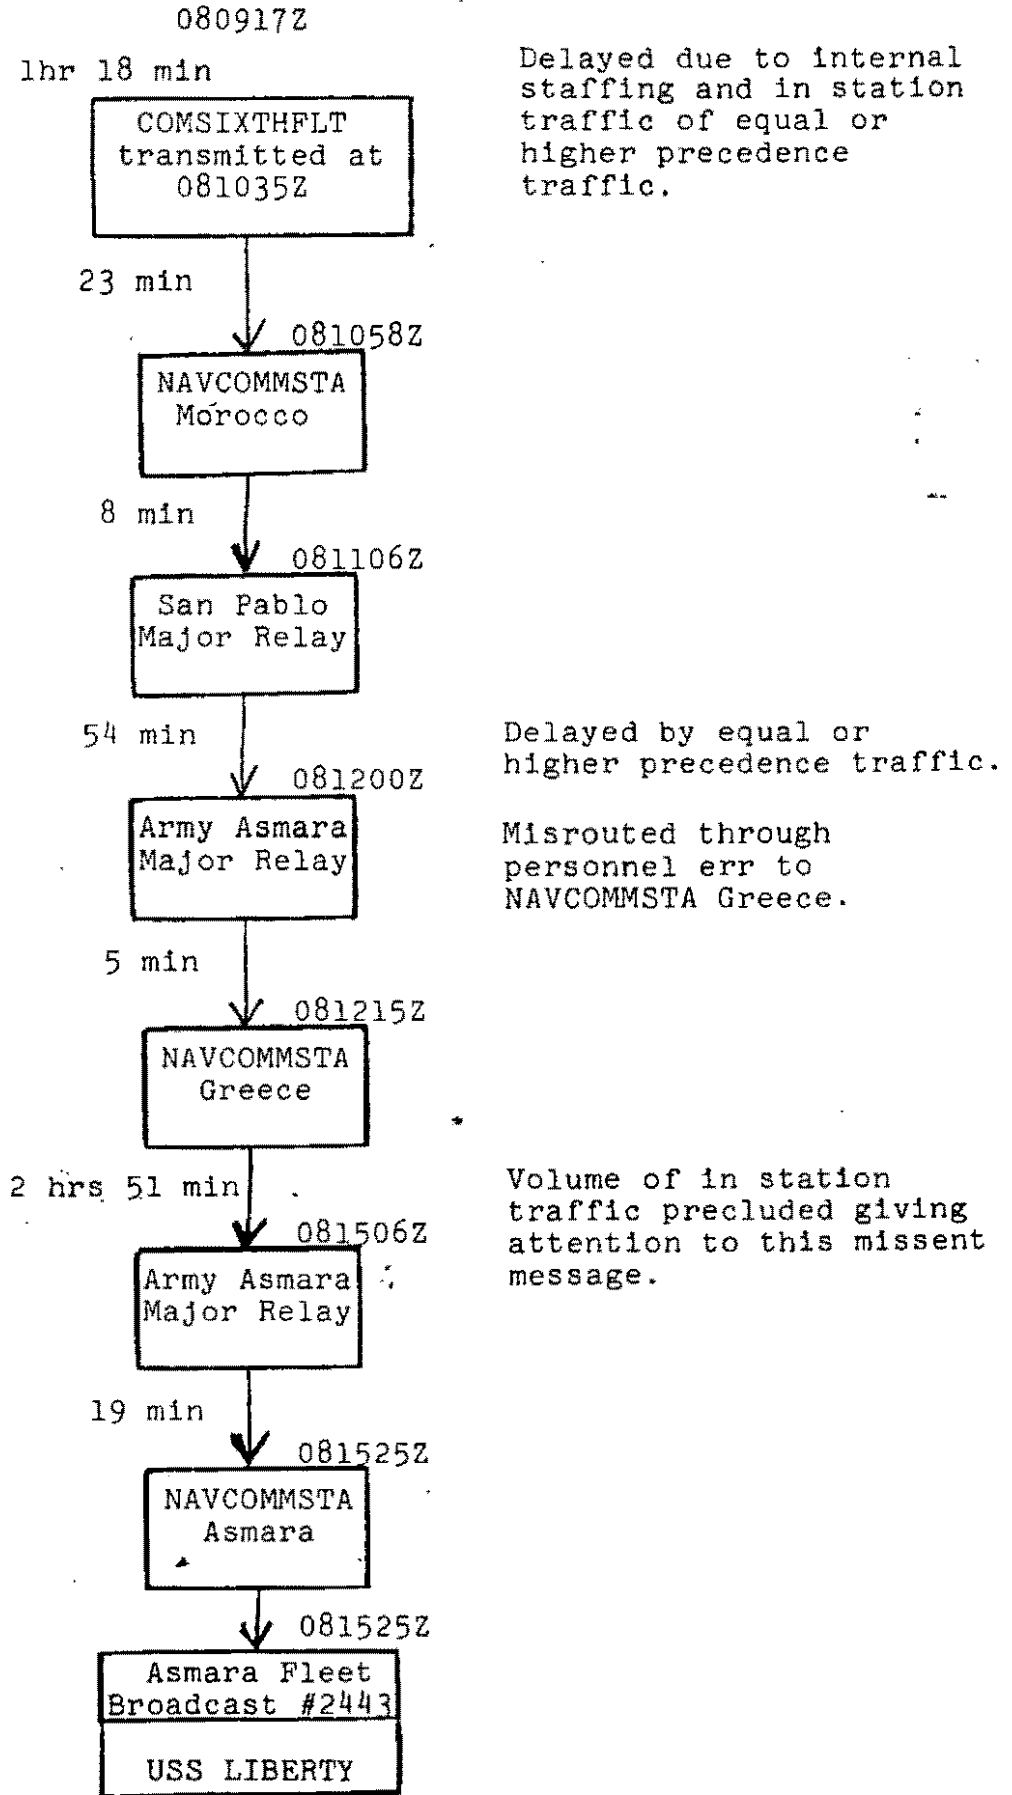 080917Z
1hr 18 min
Delayed due to internal
staffing and in station
traffic of equal or
higher precedence
traffic.
COMSIXTHFLT
transmitted at
081035Z
23 min
081058Z
NAVCOMMSTA
Morocco
8 min
081106Z
San Pablo
Major Relay
54 min
Delayed by equal or
higher precedence traffic.
081200Z
Army Asmara
Major Relay
Misrouted through
personnel err to
NAVCOMMSTA Greece.
5 min
081215Z
NAVCOMMSTA
Greece
2 hrs 51 min
Volume of in station
traffic precluded giving
attention to this missent
message.
081506Z
Army Asmara
Major Relay
19 min
081525Z
NAVCOMMSTA
Asmara
081525Z
Asmara Fleet
Broadcast #2443
USS LIBERTY